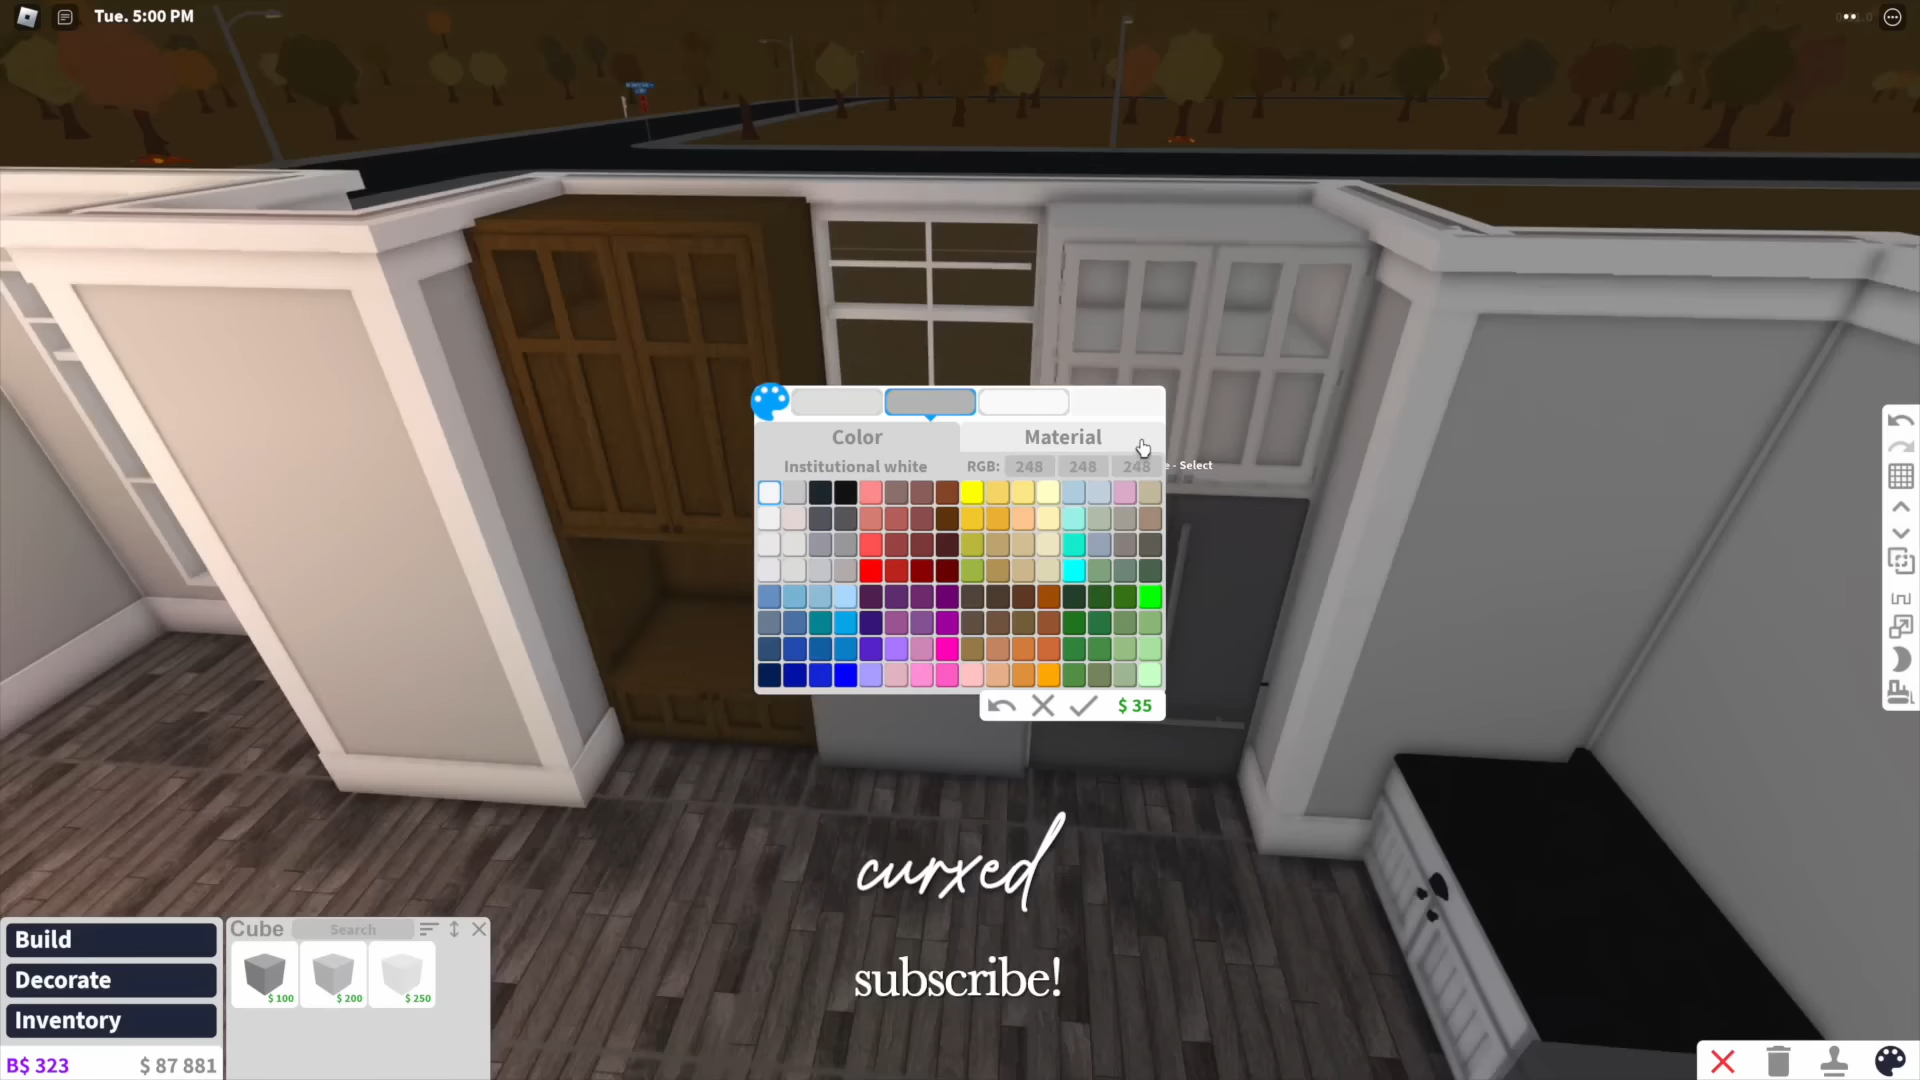 Tue. 5:00 PM
Color
Material
Institutional white
RGB: 248 248 248
e - Select
$ 35
curxed
subscribe!
Build
Decorate
Inventory
B$ 323
$ 87 881
Cube
Search
$ 100
$ 200
$ 250